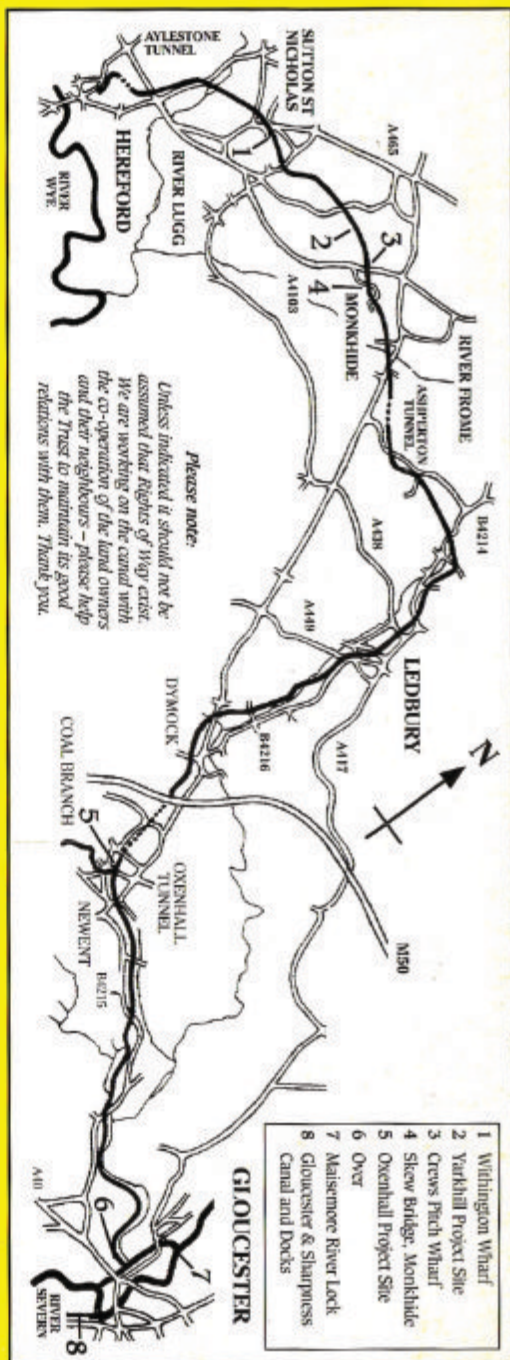 AYLESTONE
TUNNEL
SUTTON ST
NICHOLAS
A465
1
2
3
4
MONKHIDE
HEREFORD
RIVER
WYE
RIVER LUGG
A4103
RIVER FROME
ASHPERTON
TUNNEL
B4214
A438
A449
LEDBURY
N
A417
B4216
DYMOCK
M50
COAL BRANCH
5
OXENHALL
TUNNEL
NEWENT
B4215
A40
6
GLOUCESTER
7
RIVER
SEVERN
8
Please note:
Unless indicated it should not be
assumed that Rights of Way exist.
We are working on the canal with
the co-operation of the land owners
and their neighbours – please help
the Trust to maintain its good
relations with them. Thank you.
1 Withington Wharf
2 Yarkhill Project Site
3 Crews Pitch Wharf
4 Skew Bridge, Monkhide
5 Oxenhall Project Site
6 Over
7 Maisemore River Lock
8 Gloucester & Sharpness
Canal and Docks